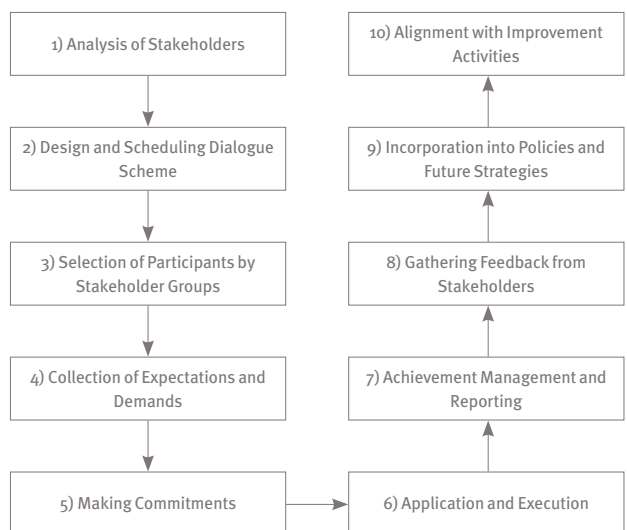 1) Analysis of Stakeholders
2) Design and Scheduling Dialogue
Scheme
3) Selection of Participants by
Stakeholder Groups
4) Collection of Expectations and
Demands
5) Making Commitments
6) Application and Execution
7) Achievement Management and
Reporting
8) Gathering Feedback from
Stakeholders
9) Incorporation into Policies and
Future Strategies
10) Alignment with Improvement
Activities